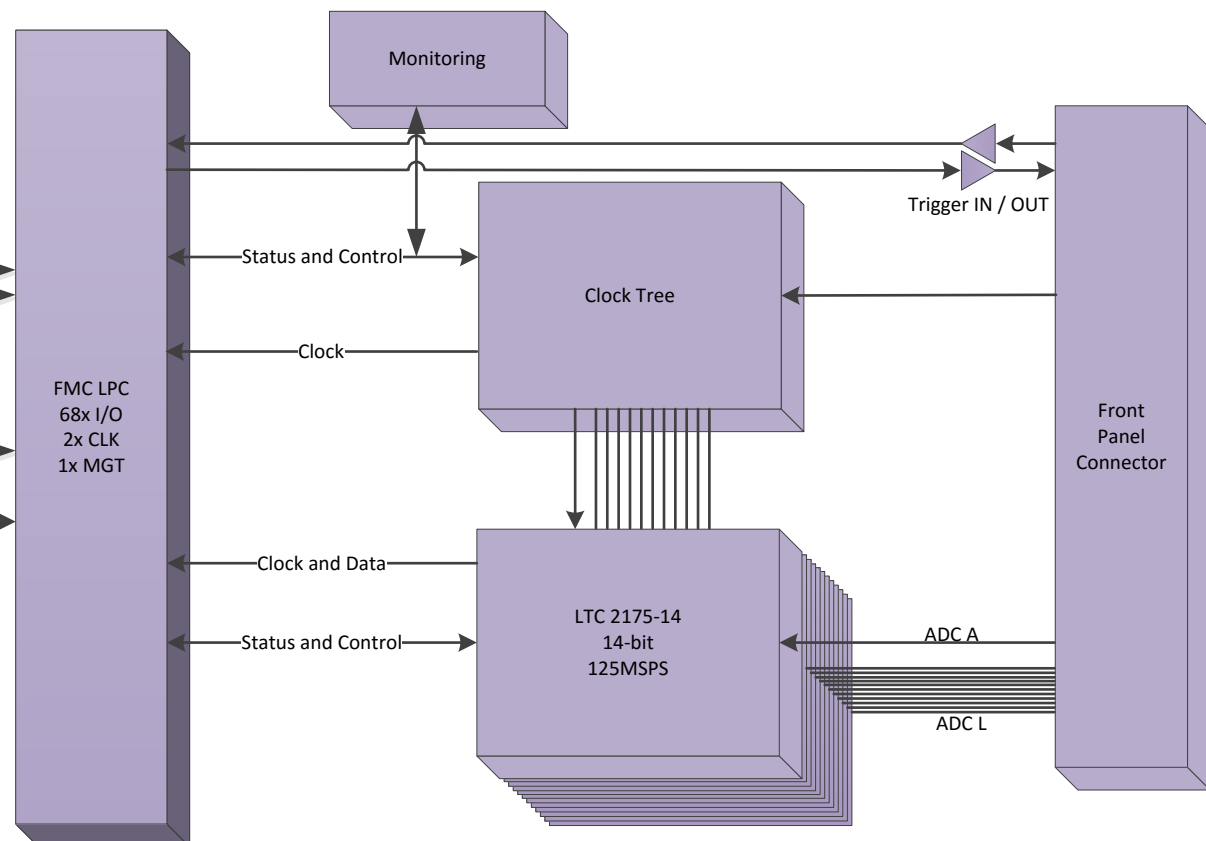 Monitoring
Trigger IN / OUT
Status and Control
Clock Tree
Clock
FMC LPC
68x I/O
2x CLK
1x MGT
Front
Panel
Connector
Clock and Data
LTC 2175-14
14-bit
125MSPS
Status and Control
ADC A
ADC L